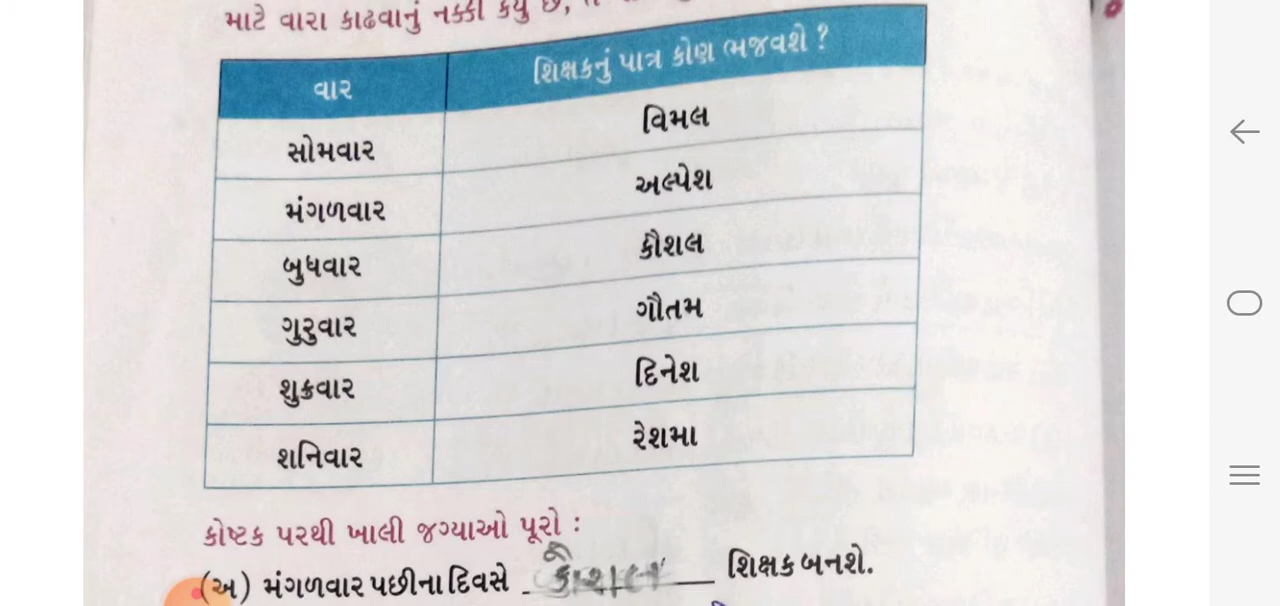 માટે વારા કાઢવાનું નક્કી કર્યું છે,
વાર શિક્ષકનું પાત્ર કોણ ભજવશે ?
સોમવાર વિમલ
મંગળવાર અલ્પેશ
બુધવાર કૌશલ
ગુરુવાર ગૌતમ
શુક્રવાર દિનેશ
શનિવાર રેશમા
કોષ્ટક પરથી ખાલી જગ્યાઓ પૂરો :
(અ) મંગળવાર પછીના દિવસે કૌશલ શિક્ષક બનશે.